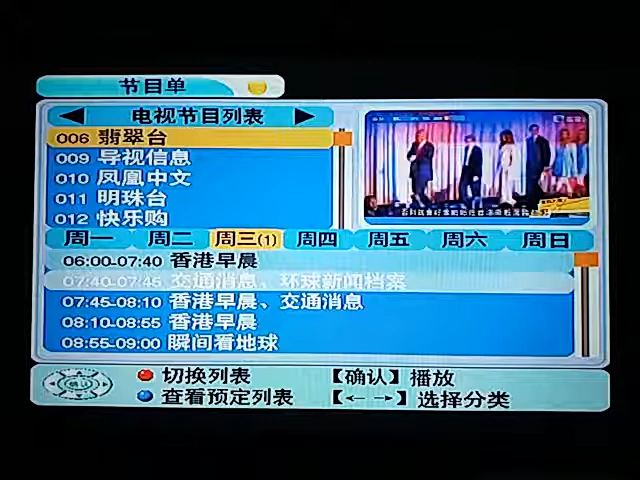 节目单
电视节目列表
006 翡翠台
009 导视信息
010 凤凰中文
011 明珠台
012 快乐购
周一 周二 周三(1) 周四 周五 周六 周日
06:00-07:40 香港早晨
07:40-07:45 交通消息、环球新闻档案
07:45-08:10 香港早晨、交通消息
08:10-08:55 香港早晨
08:55-09:00 瞬间看地球
切换列表 【确认】播放
查看预定列表 【←- -→】选择分类